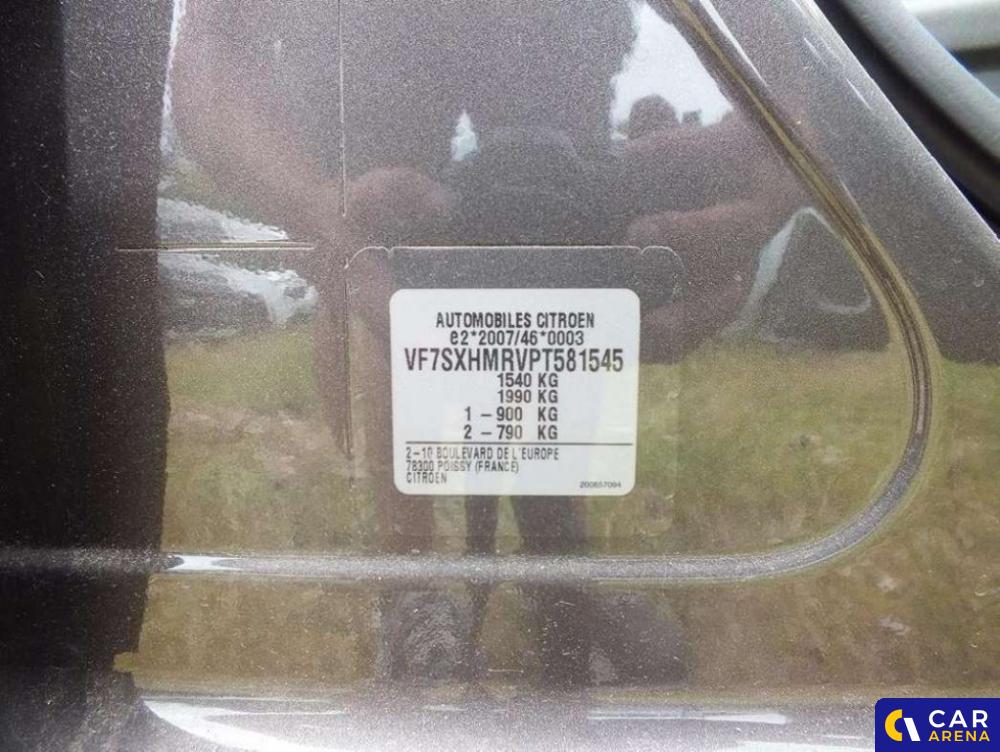 AUTOMOBILES CITROEN
e2*2007/46*0003
VF7SXHMRVPT581545
1540 KG
1990 KG
1 - 900 KG
2 - 790 KG
2-10 BOULEVARD DE L'EUROPE
78300 POISSY (FRANCE)
CITROEN
200657094
CAR
ARENA